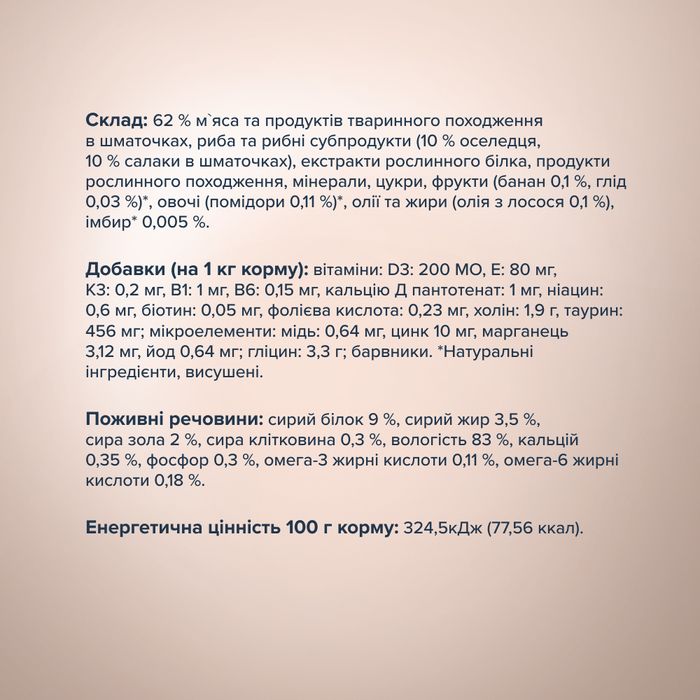 Склад: 62 % м`яса та продуктів тваринного походження
в шматочках, риба та рибні субпродукти (10 % оселедця,
10 % салаки в шматочках), екстракти рослинного білка, продукти
рослинного походження, мінерали, цукри, фрукти (банан 0,1 %, глід
0,03 %)*, овочі (помідори 0,11 %)*, олії та жири (олія з лосося 0,1 %),
імбир* 0,005 %.
Добавки (на 1 кг корму): вітаміни: D3: 200 МО, Е: 80 мг,
К3: 0,2 мг, В1: 1 мг, В6: 0,15 мг, кальцію Д пантотенат: 1 мг, ніацин:
0,6 мг, біотин: 0,05 мг, фолієва кислота: 0,23 мг, холін: 1,9 г, таурин:
456 мг; мікроелементи: мідь: 0,64 мг, цинк 10 мг, марганець
3,12 мг, йод 0,64 мг; гліцин: 3,3 г; барвники. *Натуральні
інгредієнти, висушені.
Поживні речовини: сирий білок 9 %, сирий жир 3,5 %,
сира зола 2 %, сира клітковина 0,3 %, вологість 83 %, кальцій
0,35 %, фосфор 0,3 %, омега-3 жирні кислоти 0,11 %, омега-6 жирні
кислоти 0,18 %.
Енергетична цінність 100 г корму: 324,5кДж (77,56 ккал).